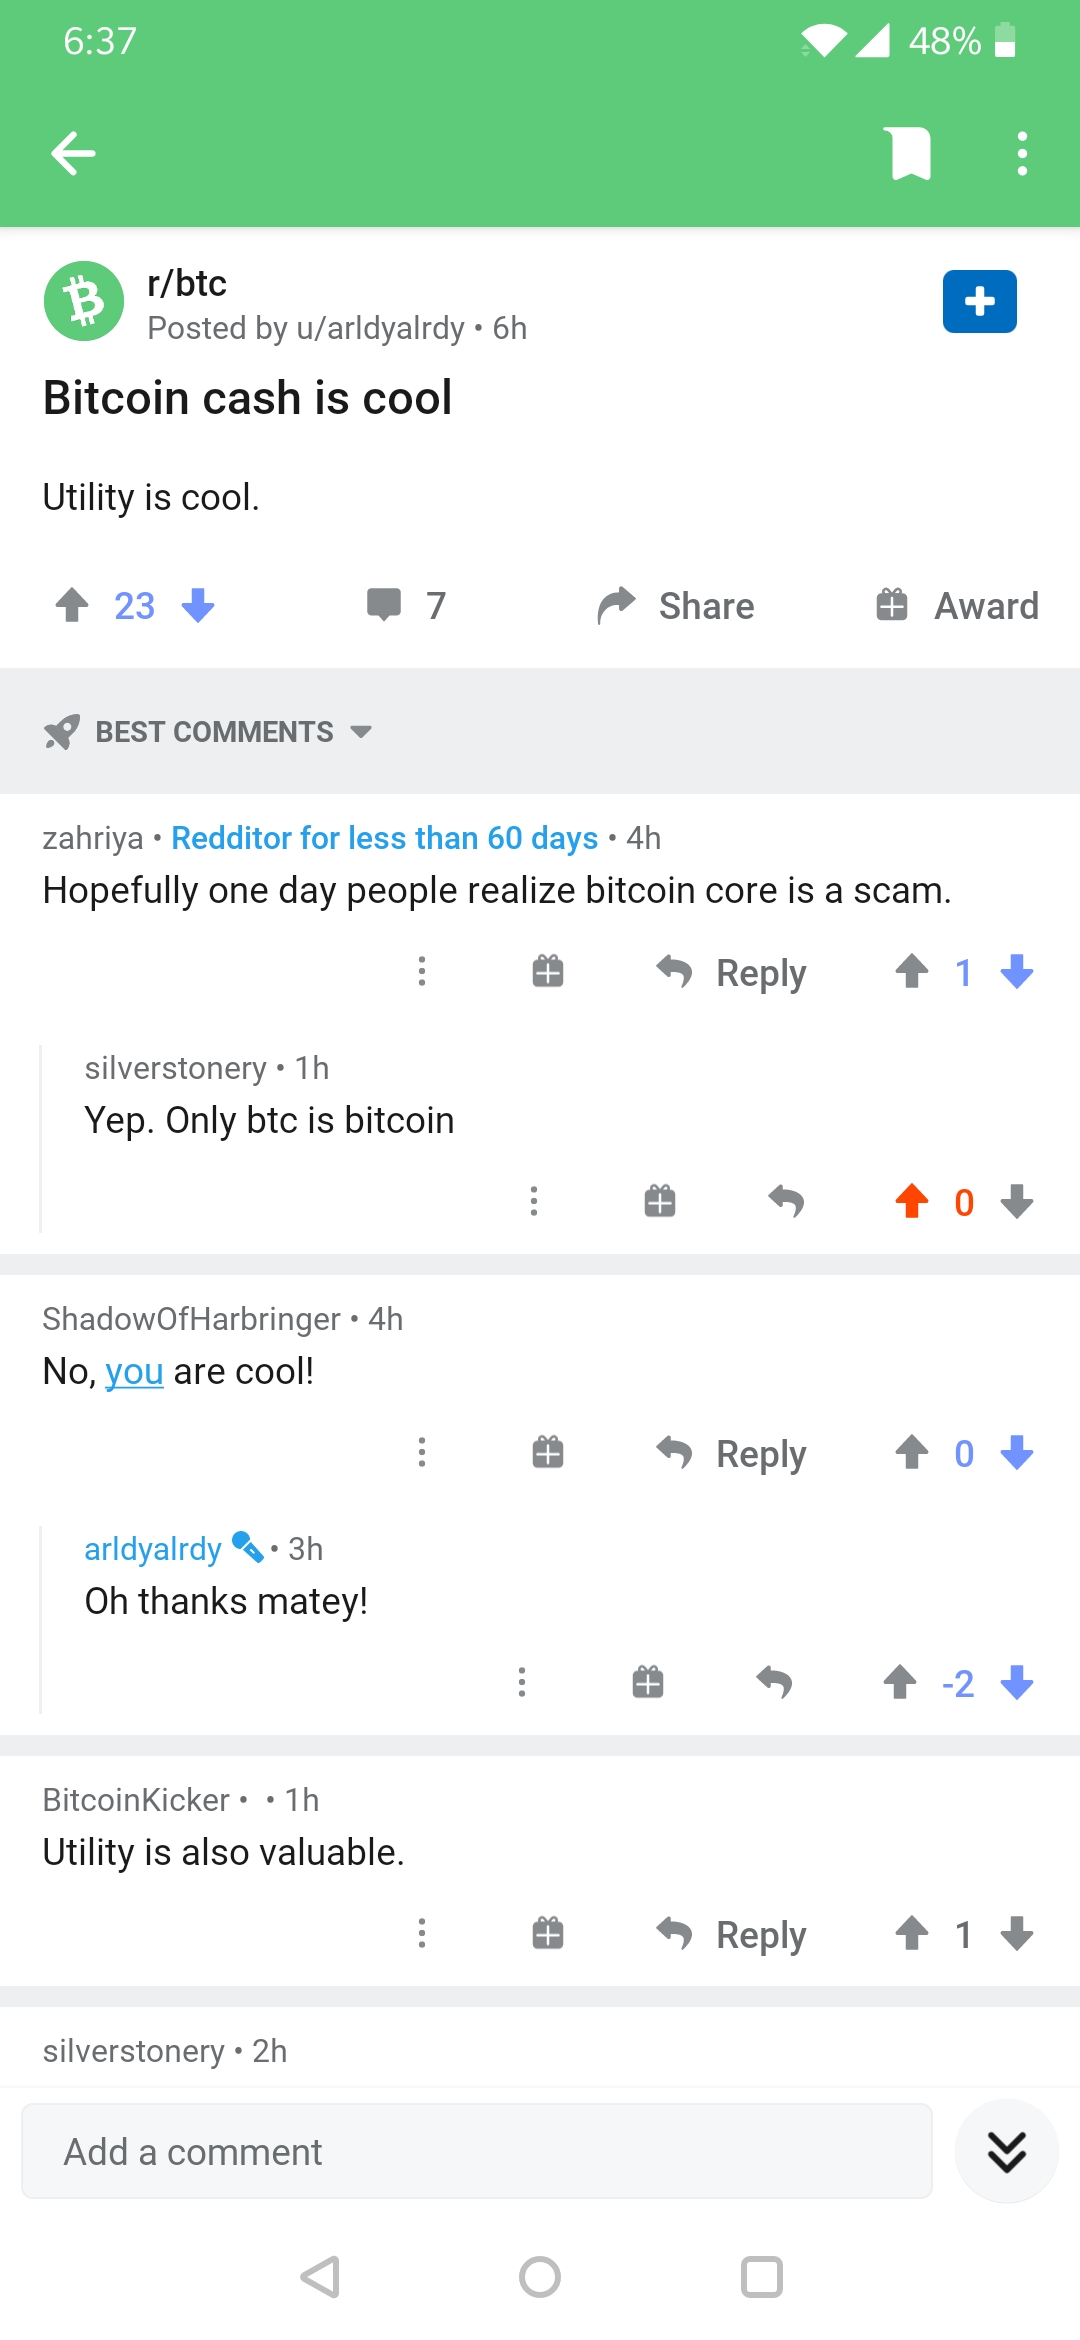 6:37 48%
r/btc
Posted by u/arldyalrdy • 6h
Bitcoin cash is cool
Utility is cool.
23 7 Share Award
BEST COMMENTS
zahriya • Redditor for less than 60 days • 4h
Hopefully one day people realize bitcoin core is a scam.
Reply 1
silverstonery • 1h
Yep. Only btc is bitcoin
0
ShadowOfHarbringer • 4h
No, you are cool!
Reply 0
arldyalrdy • 3h
Oh thanks matey!
-2
BitcoinKicker • • 1h
Utility is also valuable.
Reply 1
silverstonery • 2h
Add a comment